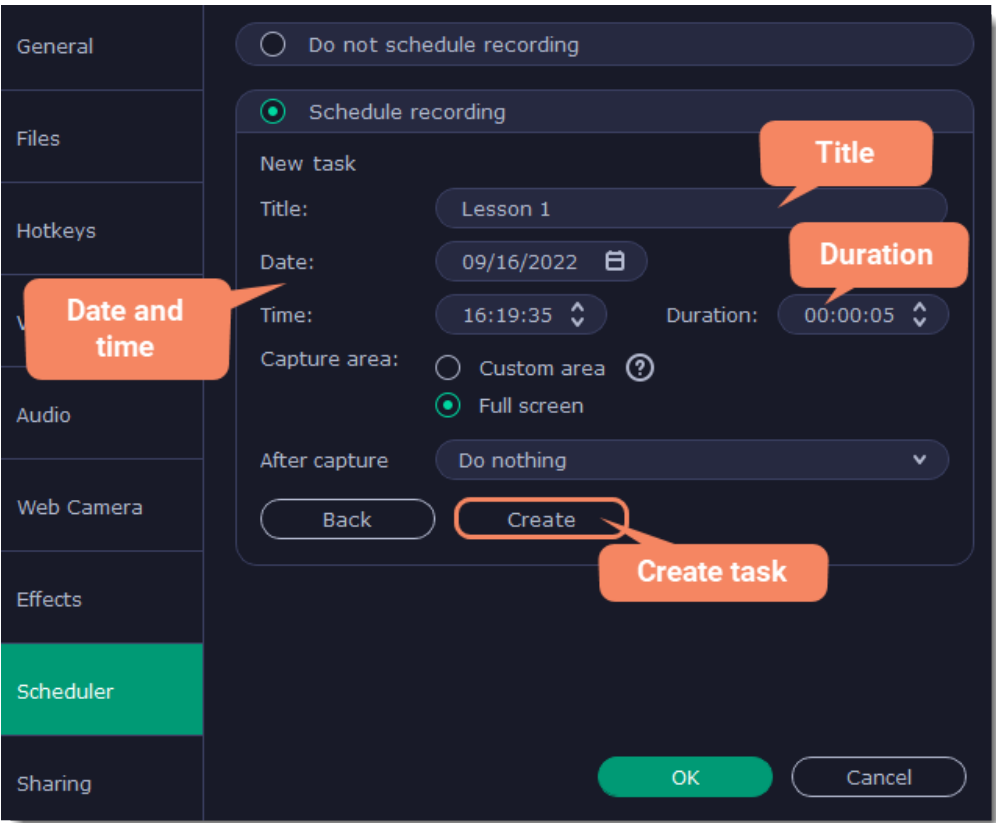 General
Files
Hotkeys
V
Audio
Web Camera
Effects
Scheduler
Sharing
Do not schedule recording
Schedule recording
New task
Title:
Lesson 1
Title
Date:
09/16/2022
Duration
Date and
time
Time:
16:19:35
Duration:
00:00:05
Capture area:
Custom area ?
Full screen
After capture
Do nothing
Back
Create
Create task
OK
Cancel